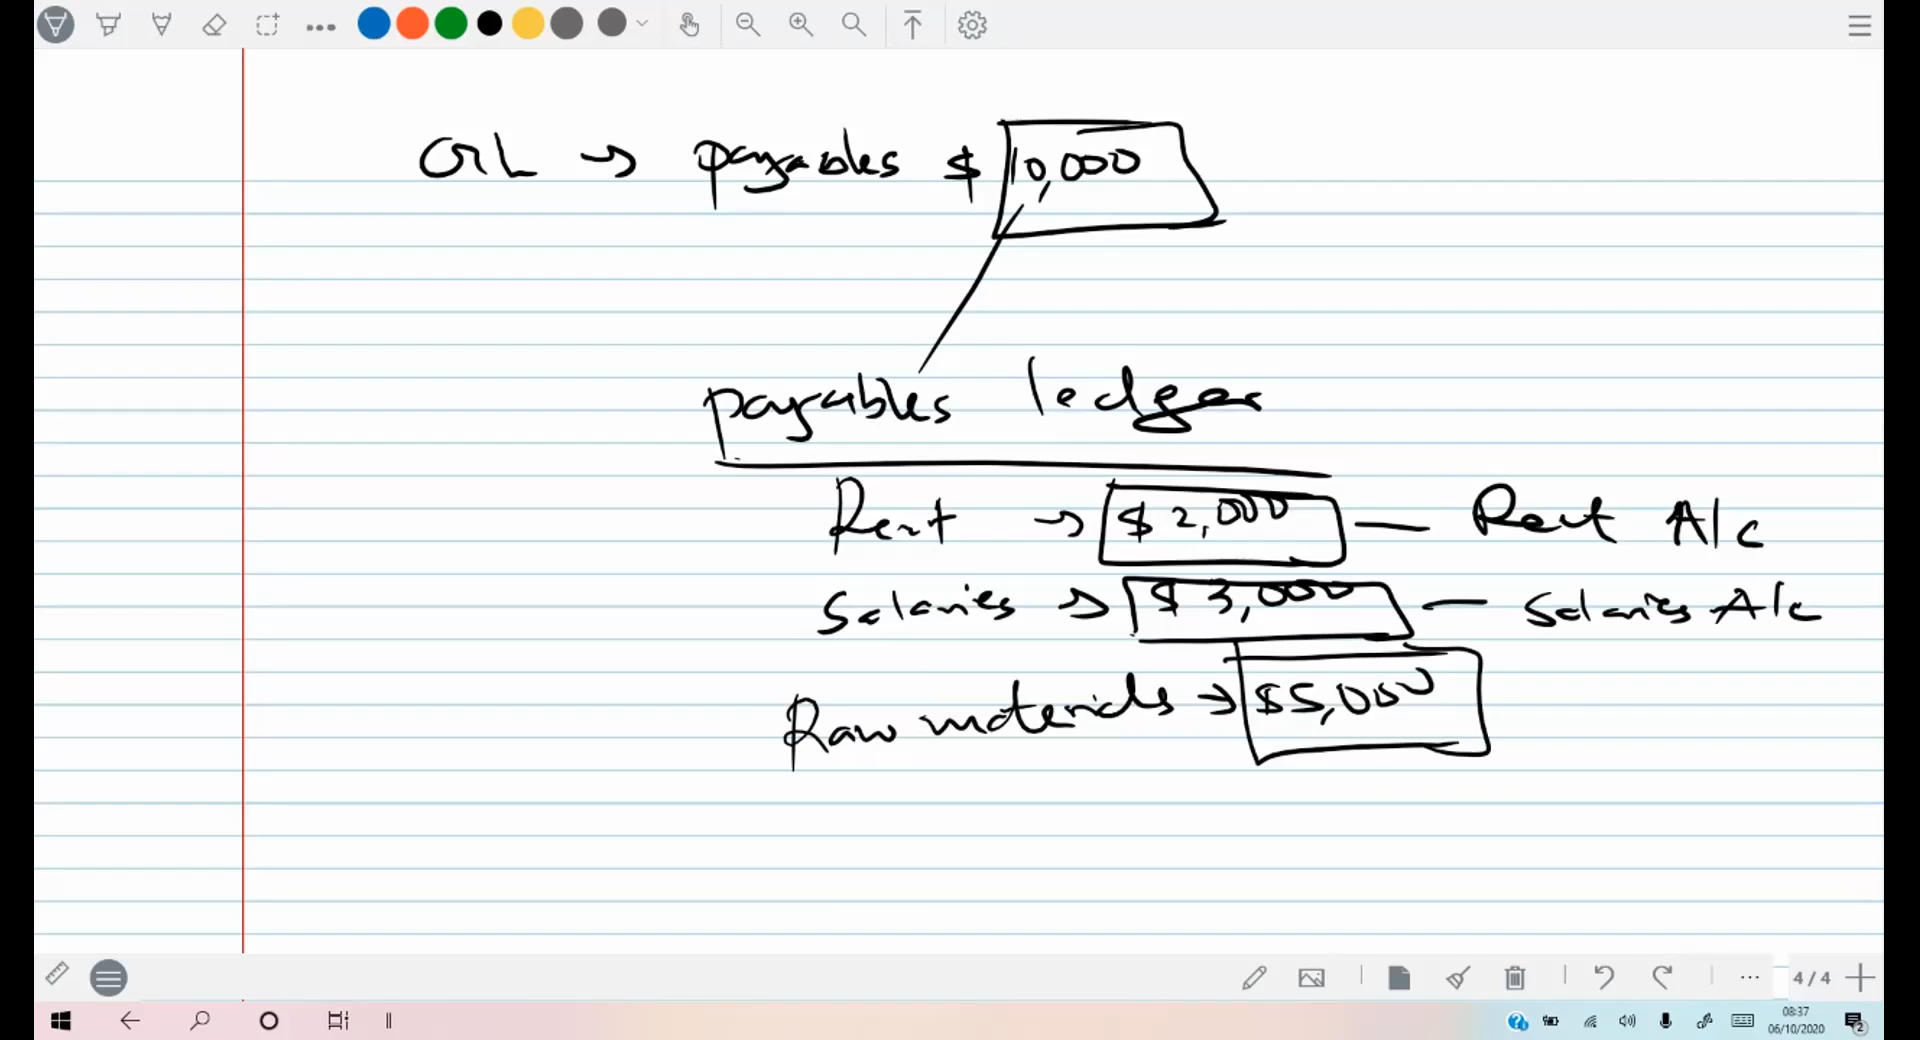 GL → payables $ 10,000
payables ledger
Rent → $ 2,000 — Rent A/c
Salaries → $ 3,000 — Salaries A/c
Raw materials → $5,000
4/4
08:37
06/10/2020
2